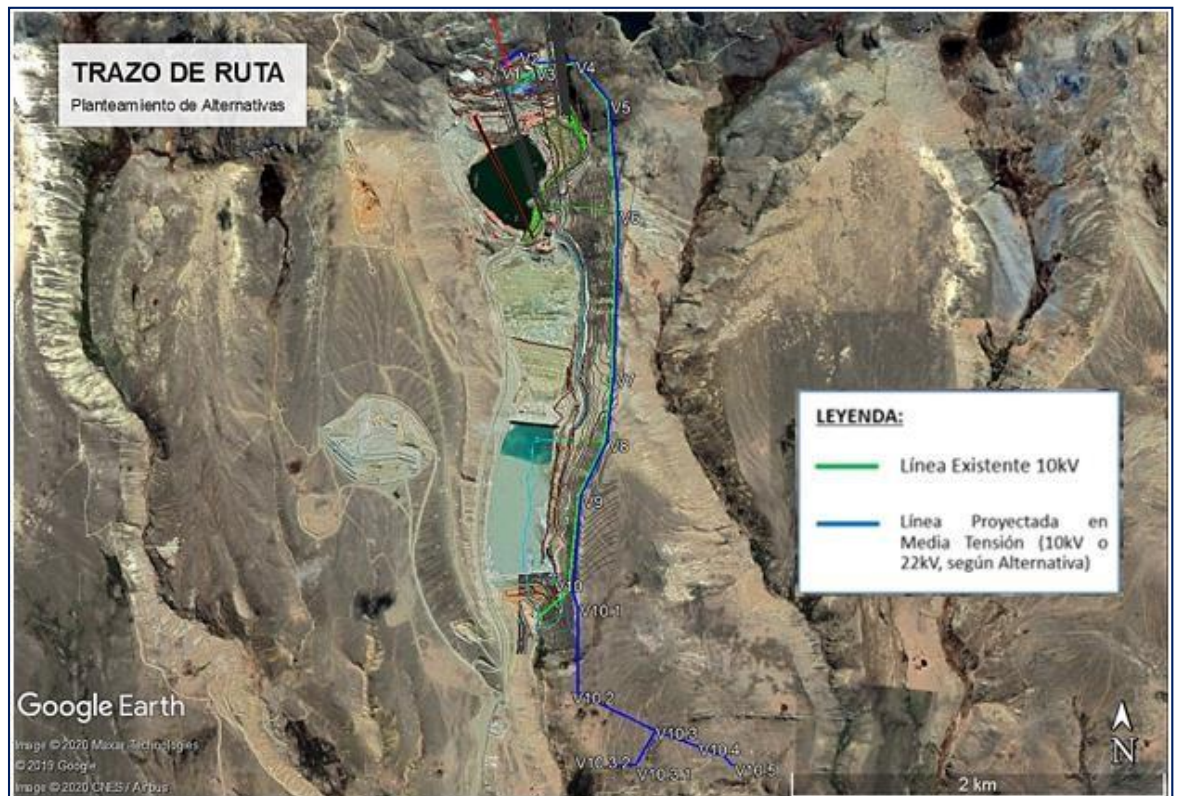 TRAZO DE RUTA
Planteamiento de Alternativas
V1
V2
V3
V4
V5
V6
V7
V8
V9
V10
V10.1
V10.2
V10.3
V10.4
V10.5
V10.3.2
V10.3.1
LEYENDA:
Línea Existente 10kV
Línea Proyectada en
Media Tensión (10kV o
22kV, según Alternativa)
Google Earth
Image © 2020 Maxar Technologies
© 2019 Google
Image © 2020 CNES / Airbus
N
2 km